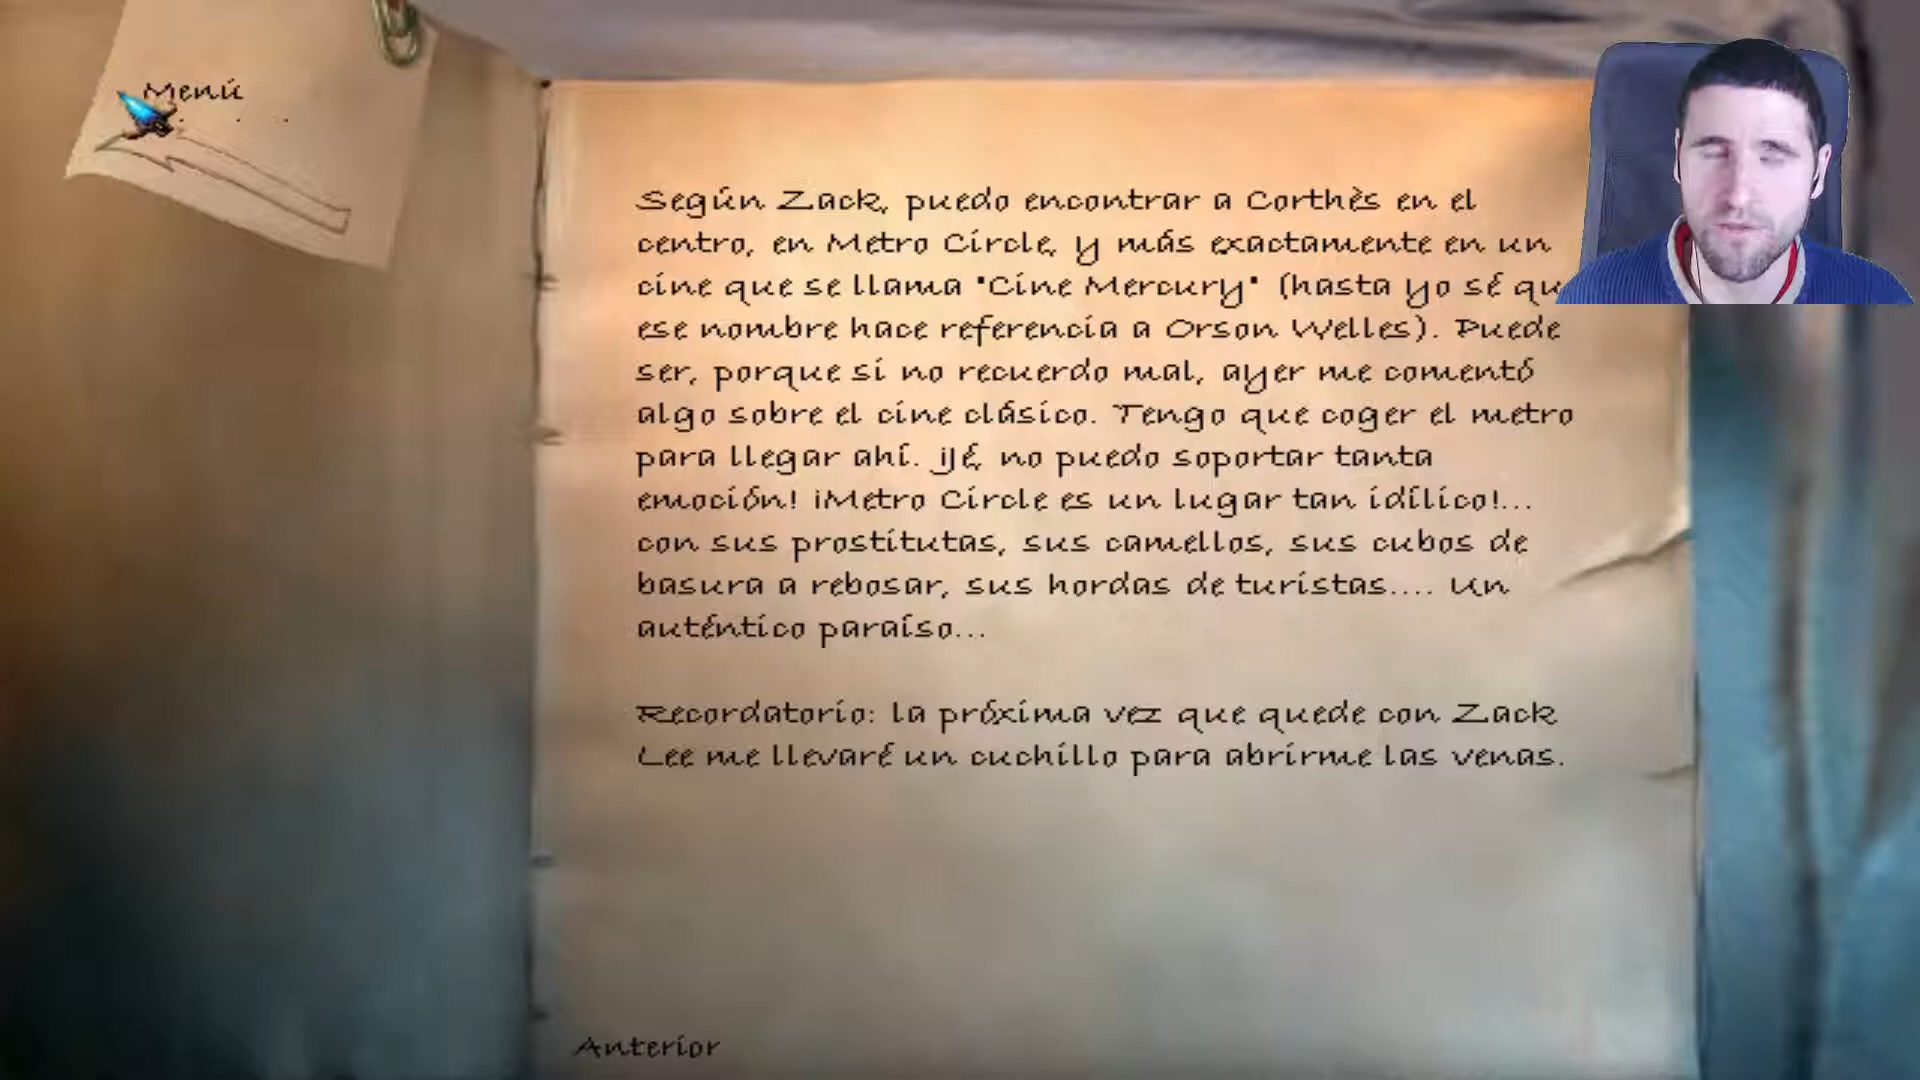 Menú
Según Zack, puedo encontrar a Corthès en el
centro, en Metro Circle, y más exactamente en un
cine que se llama "Cine Mercury" (hasta yo sé
ese nombre hace referencia a Orson Welles). Puede
ser, porque si no recuerdo mal, ayer me comentó
algo sobre el cine clásico. Tengo que coger el metro
para llegar ahí. ¡Jé, no puedo soportar tanta
emoción! ¡Metro Circle es un lugar tan idílico!...
con sus prostitutas, sus camellos, sus cubos de
basura a rebosar, sus hordas de turistas.... Un
auténtico paraíso...
Recordatorio: la próxima vez que quede con Zack
Lee me llevaré un cuchillo para abrirme las venas.
Anterior